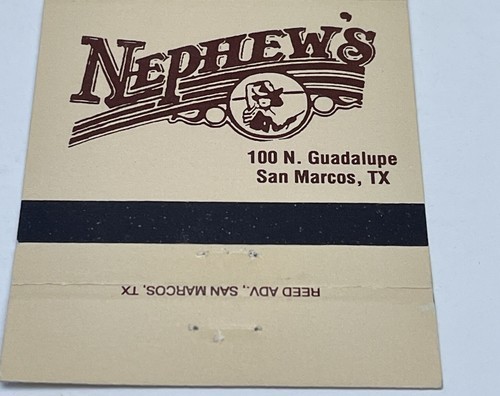 NEPHEW'S
100 N. Guadalupe
San Marcos, TX
REED ADV., SAN MARCOS, TX